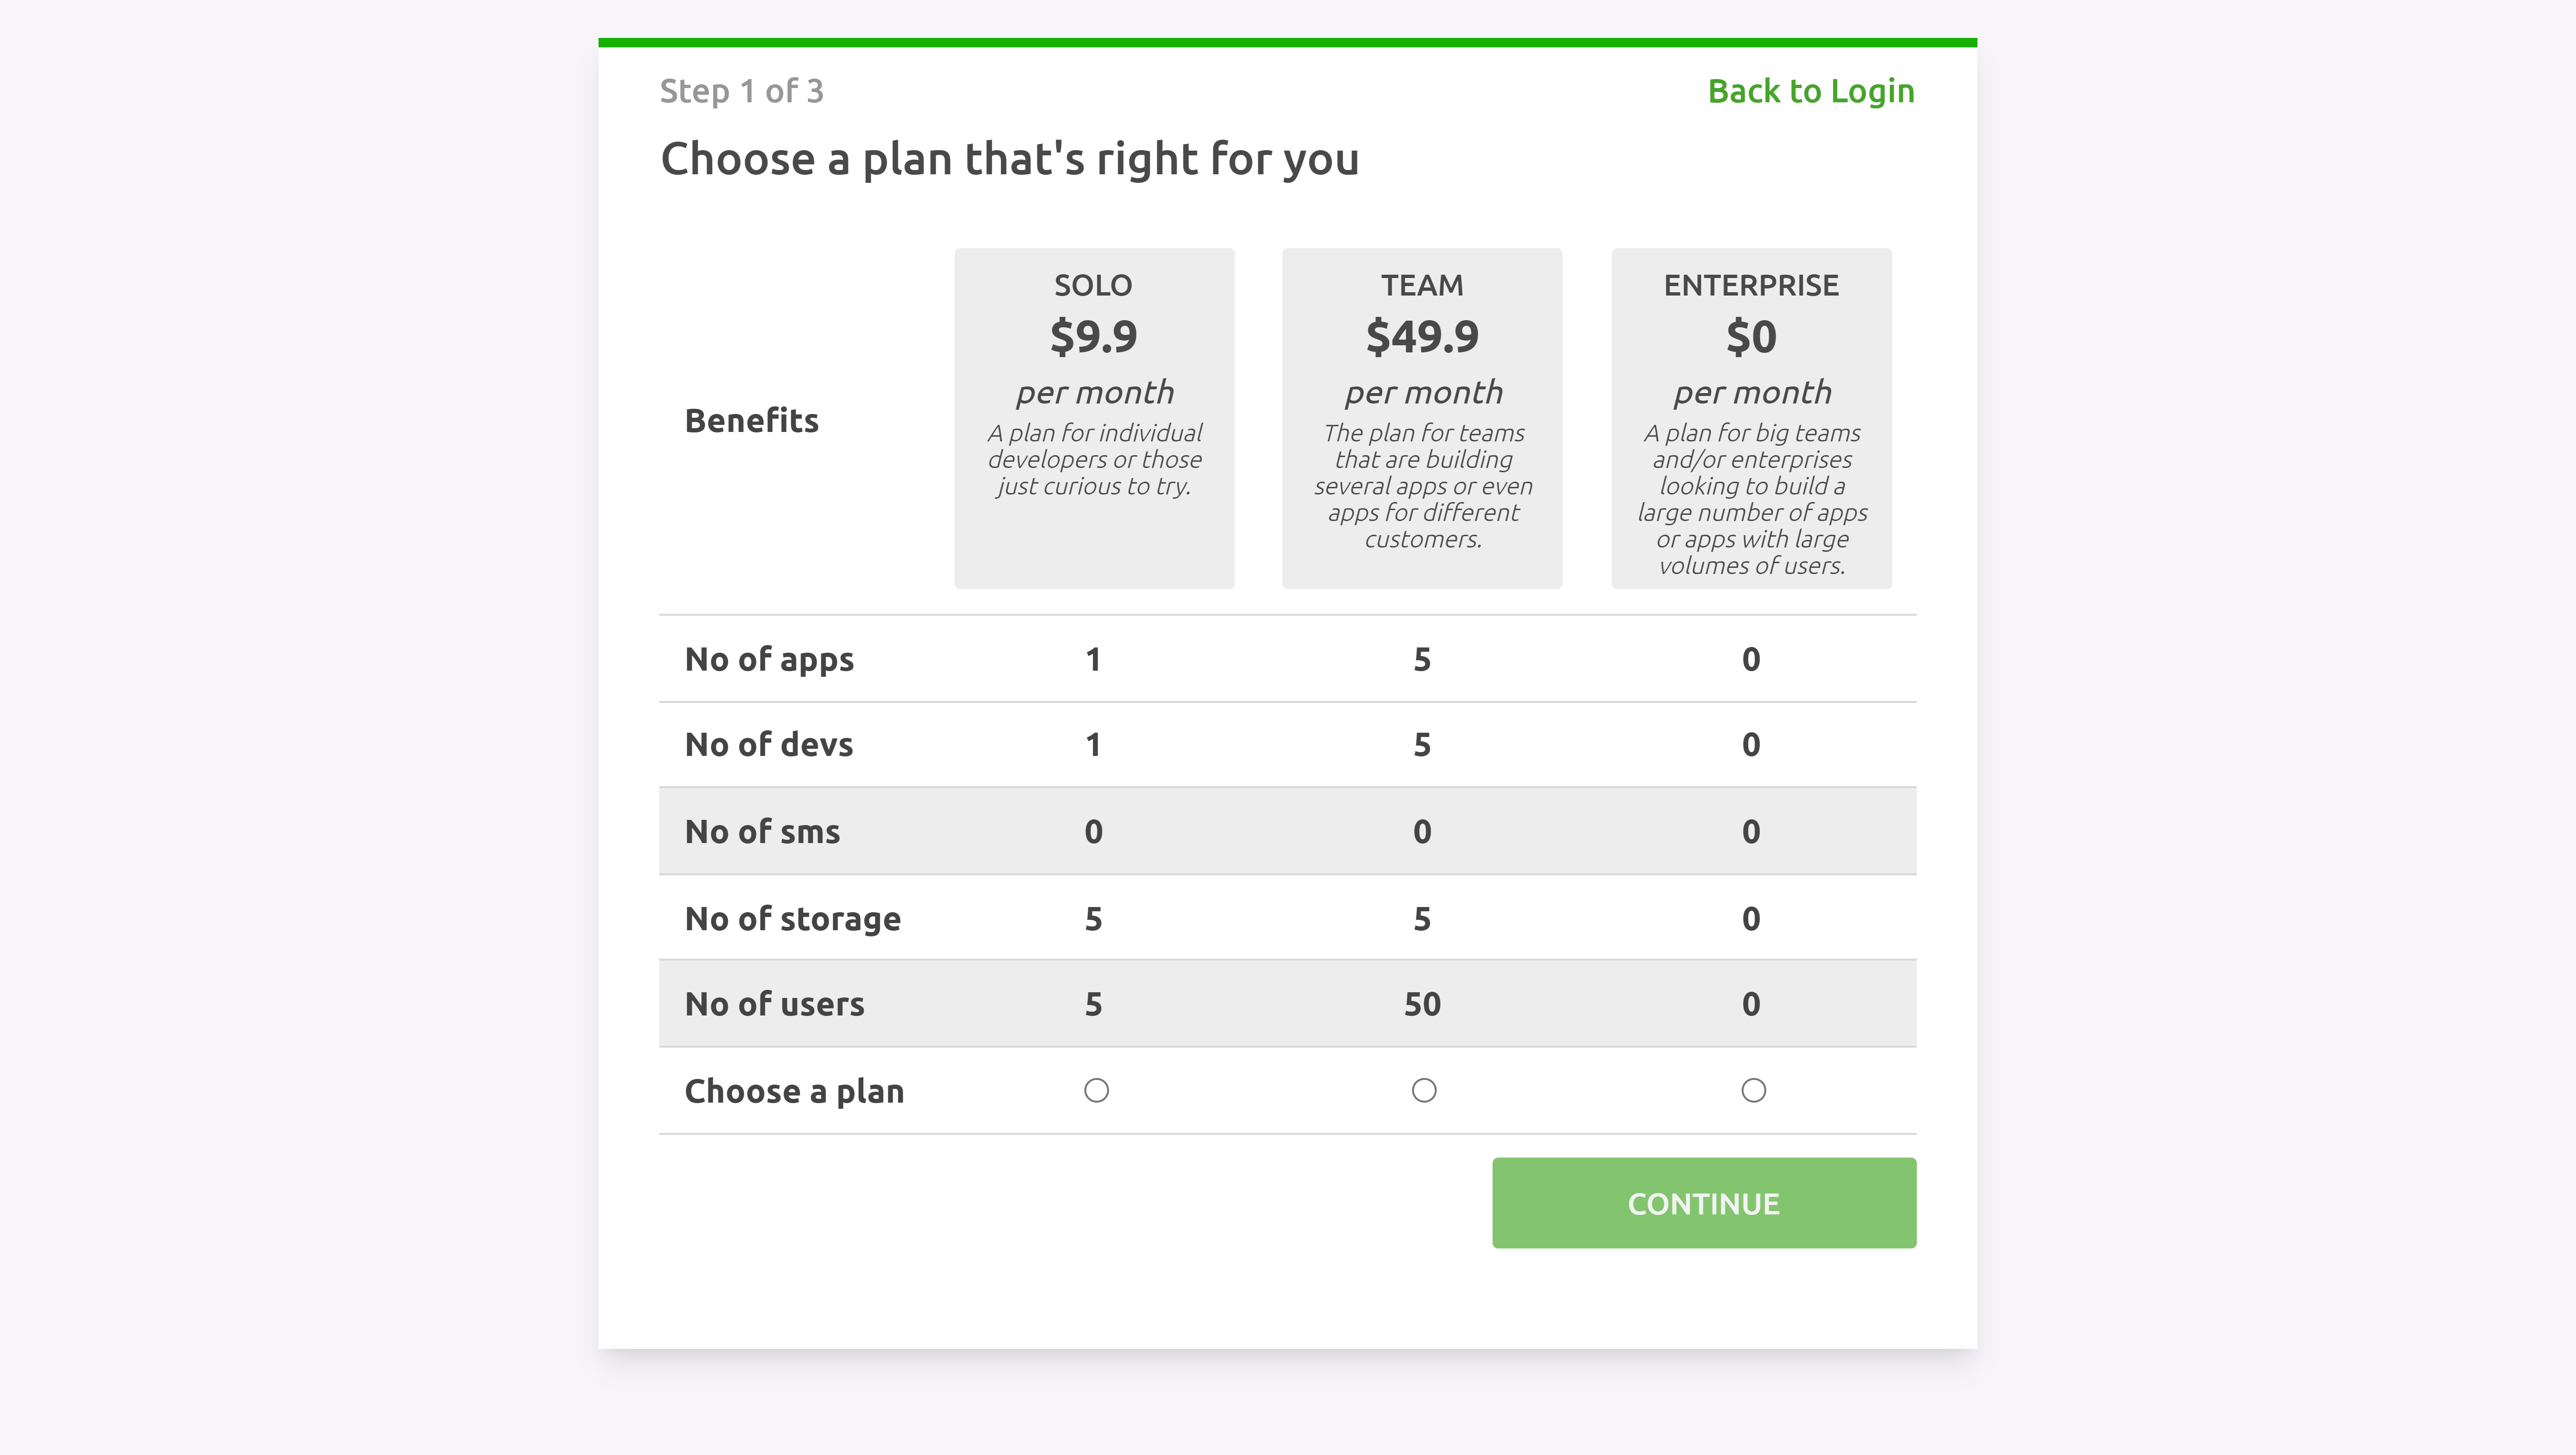 Step 1 of 3
Back to Login
Choose a plan that's right for you
Benefits
SOLO
$9.9
per month
A plan for individual
developers or those
just curious to try.
TEAM
$49.9
per month
The plan for teams
that are building
several apps or even
apps for different
customers.
ENTERPRISE
$0
per month
A plan for big teams
and/or enterprises
looking to build a
large number of apps
or apps with large
volumes of users.
No of apps 1 5 0
No of devs 1 5 0
No of sms 0 0 0
No of storage 5 5 0
No of users 5 50 0
Choose a plan
CONTINUE